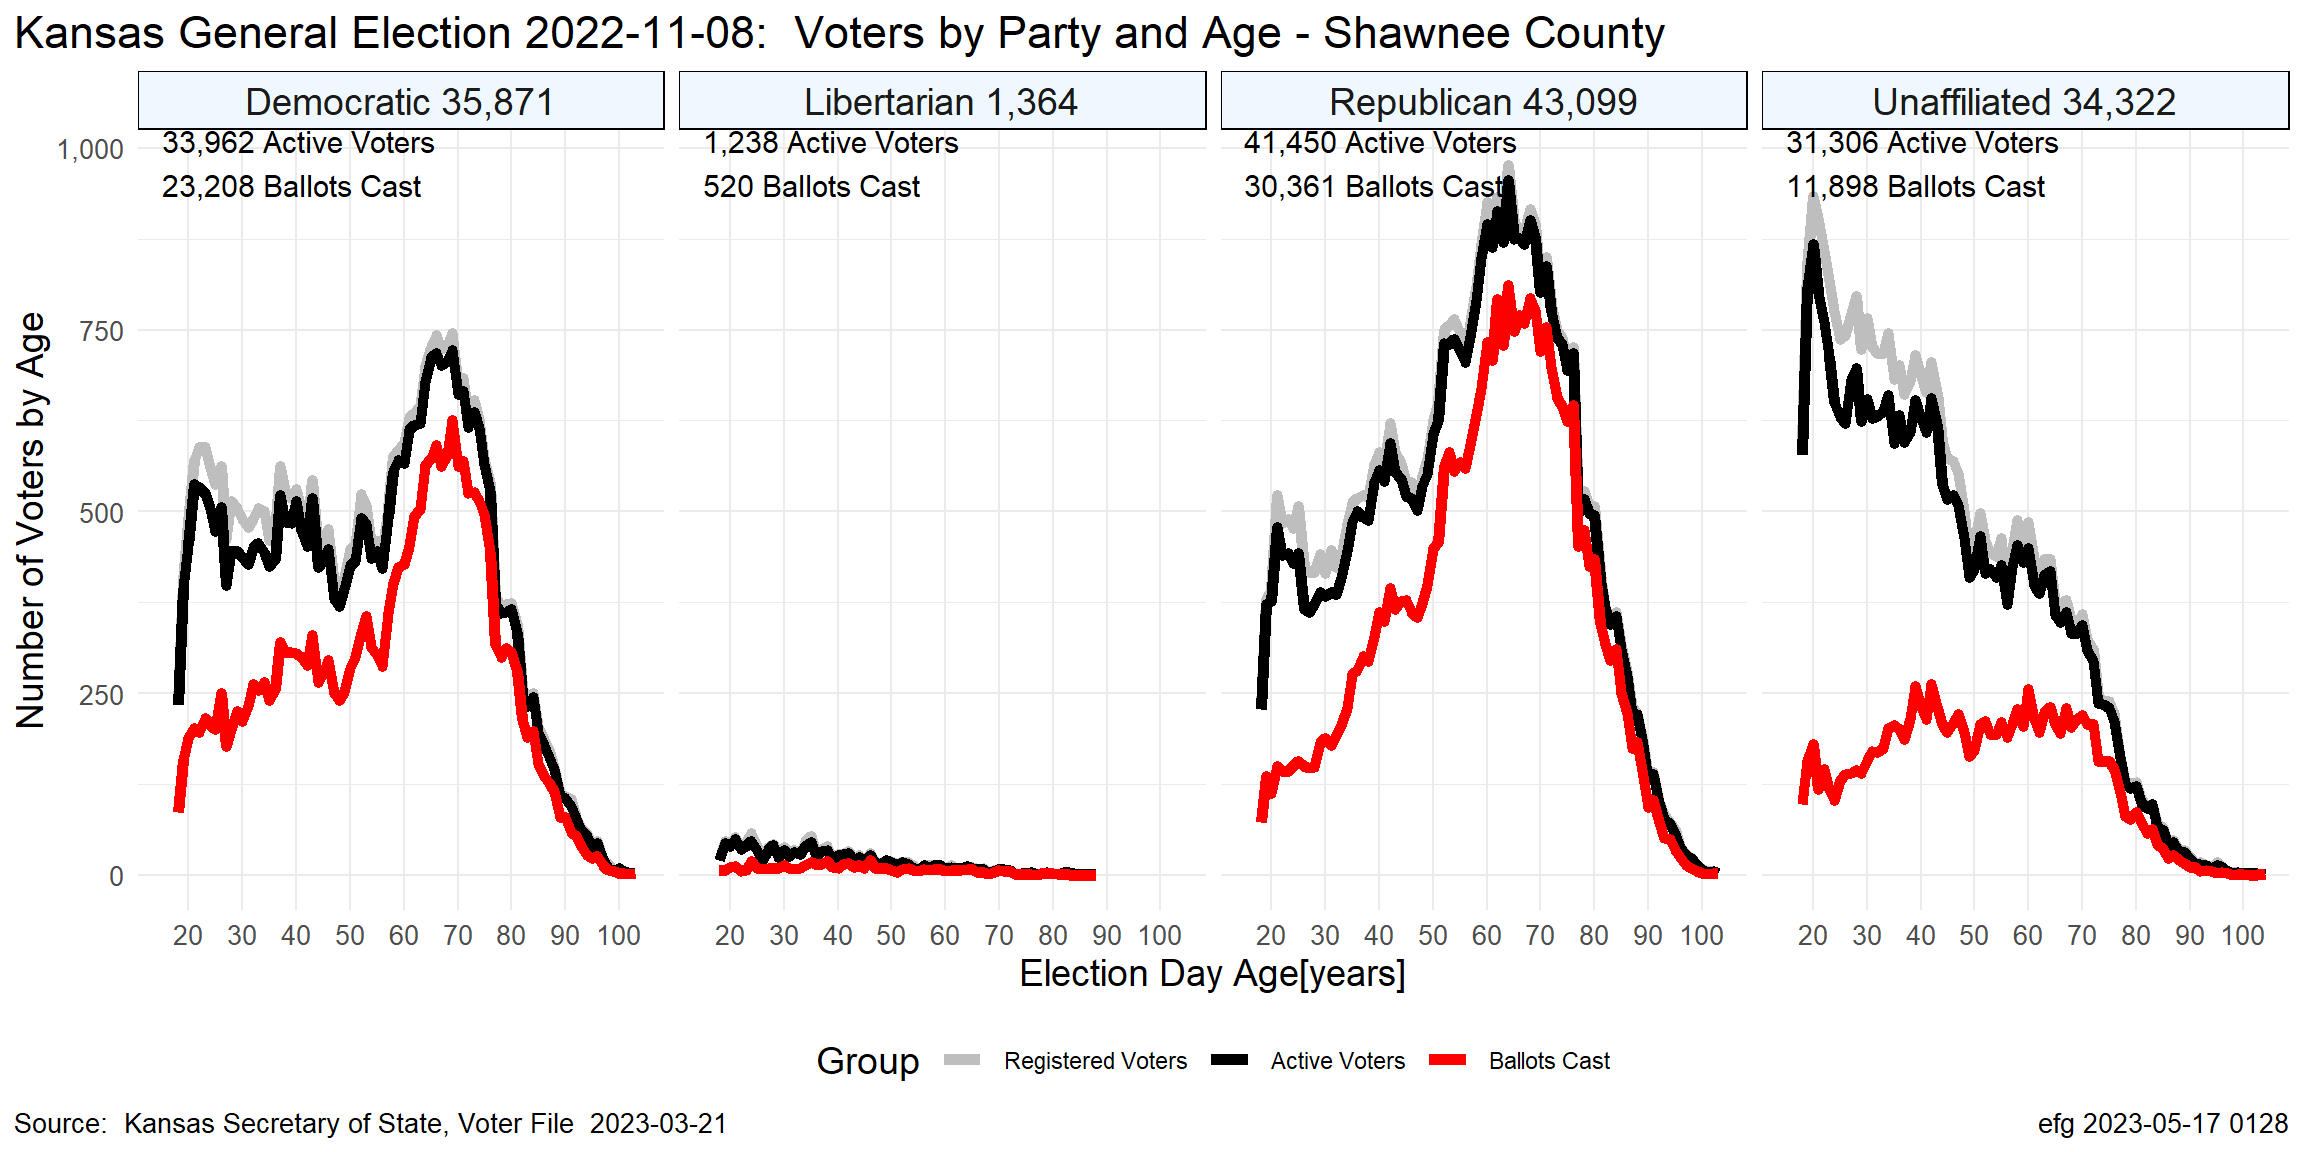 Kansas General Election 2022-11-08:  Voters by Party and Age - Shawnee County
Democratic 35,871
Libertarian 1,364
Republican 43,099
Unaffiliated 34,322
33,962 Active Voters
23,208 Ballots Cast
1,238 Active Voters
520 Ballots Cast
41,450 Active Voters
30,361 Ballots Cast
31,306 Active Voters
11,898 Ballots Cast
Number of Voters by Age
1,000
750
500
250
0
20 30 40 50 60 70 80 90 100
20 30 40 50 60 70 80 90 100
20 30 40 50 60 70 80 90 100
20 30 40 50 60 70 80 90 100
Election Day Age[years]
Group Registered Voters Active Voters Ballots Cast
Source:  Kansas Secretary of State, Voter File  2023-03-21
efg 2023-05-17 0128